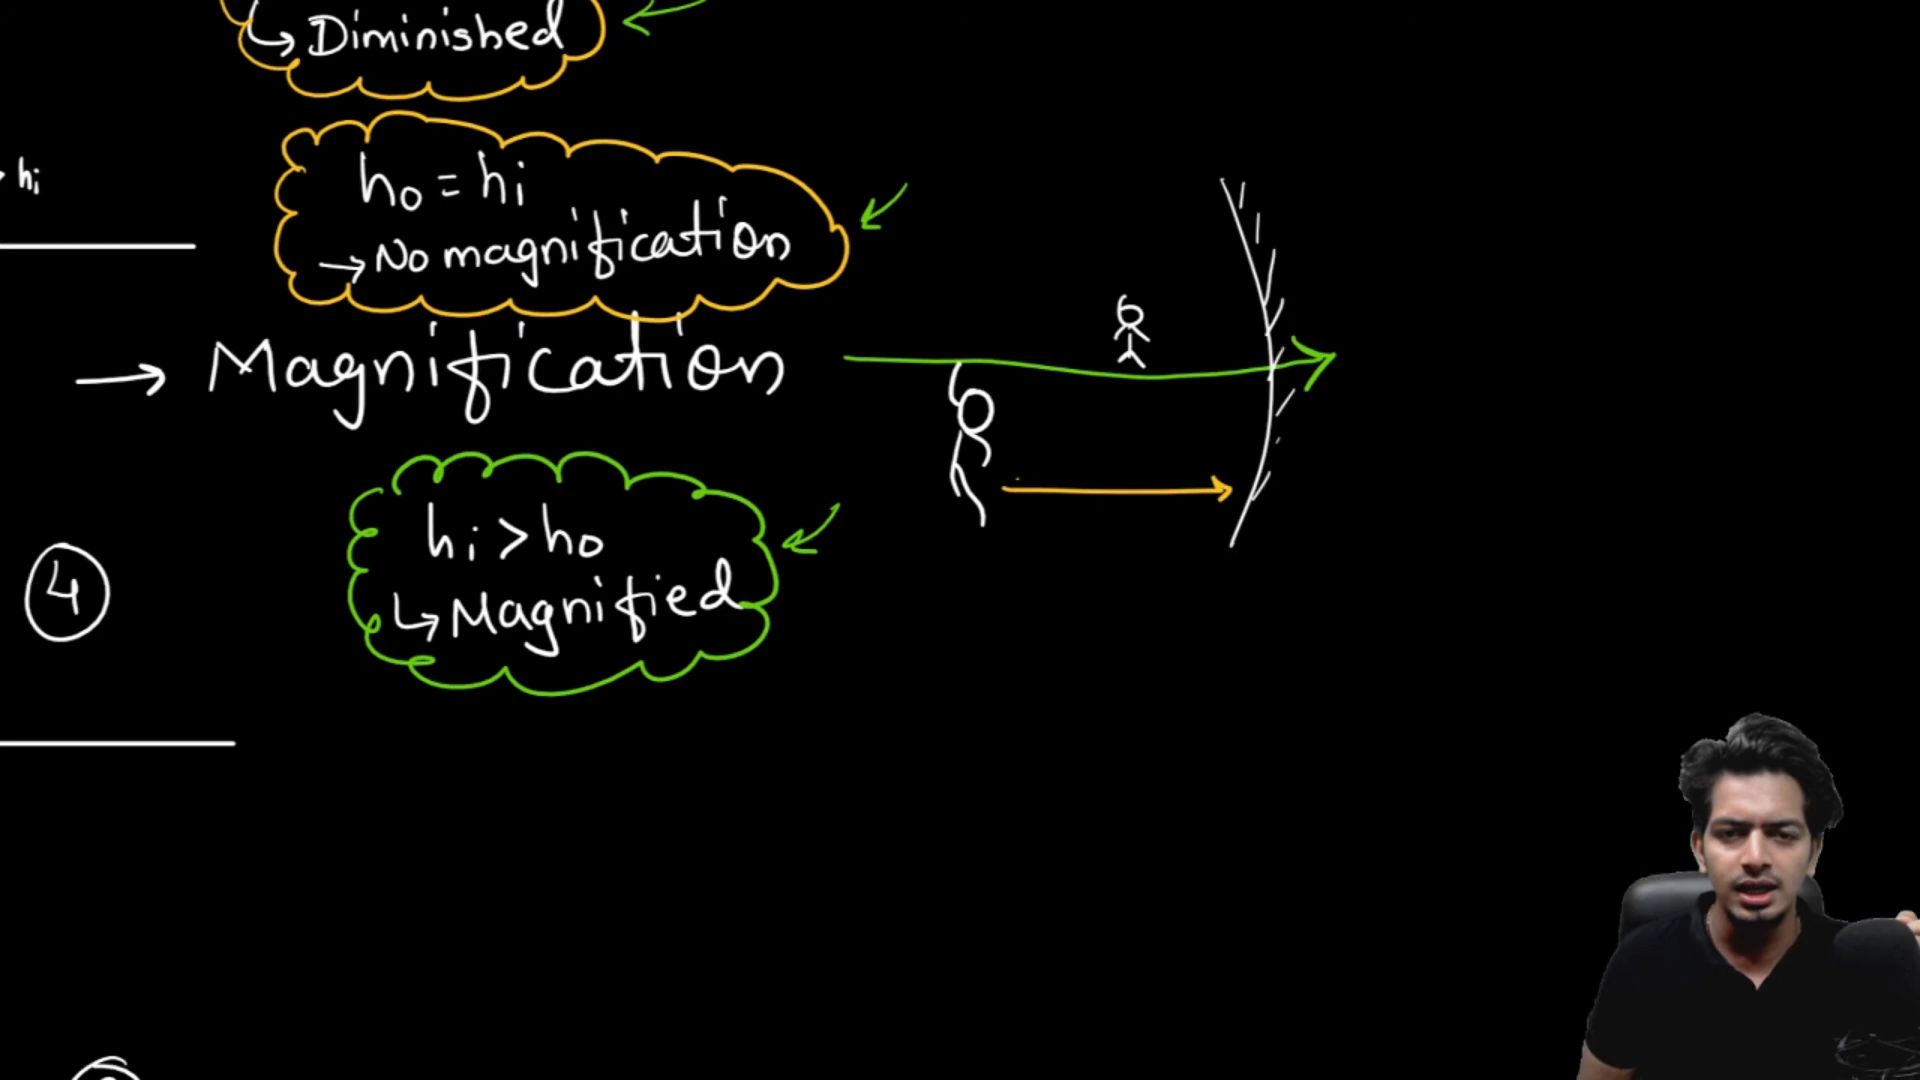 ↳ Diminished
hi
ho = hi
→ No magnification
→ Magnification
hi > ho
↳ Magnified
4